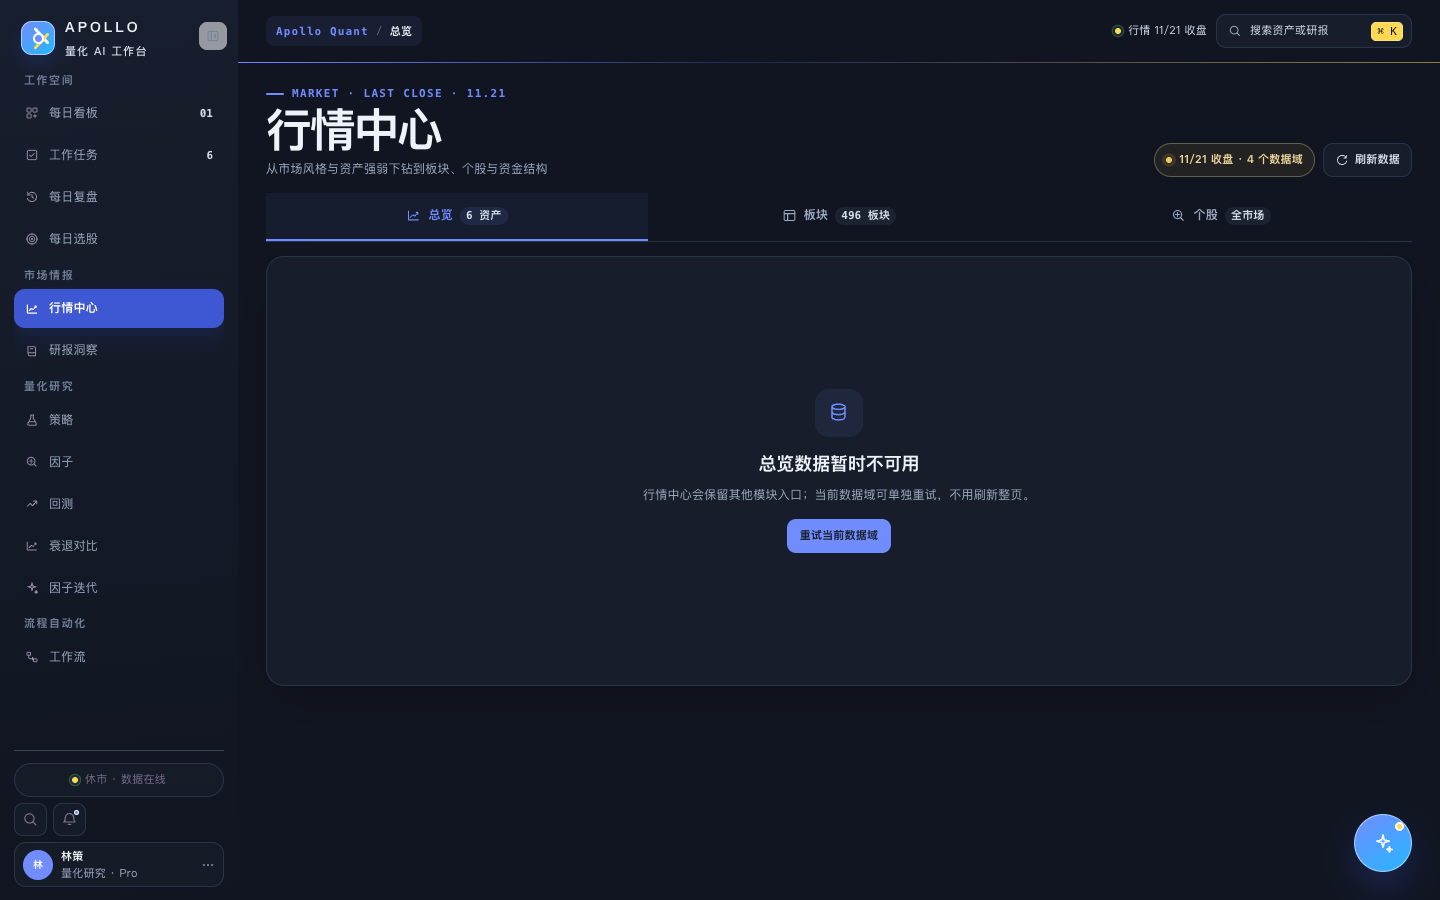 APOLLO
量化 AI 工作台
工作空间
每日看板 01
工作任务 6
每日复盘
每日选股
市场情报
行情中心
研报洞察
量化研究
策略
因子
回测
衰退对比
因子迭代
流程自动化
工作流
休市 · 数据在线
林
林策
量化研究 · Pro
Apollo Quant / 总览
行情 11/21 收盘
搜索资产或研报
⌘ K
MARKET · LAST CLOSE · 11.21
行情中心
从市场风格与资产强弱下钻到板块、个股与资金结构
11/21 收盘 · 4 个数据域
刷新数据
总览 6 资产
板块 496 板块
个股 全市场
总览数据暂时不可用
行情中心会保留其他模块入口；当前数据域可单独重试，不用刷新整页。
重试当前数据域